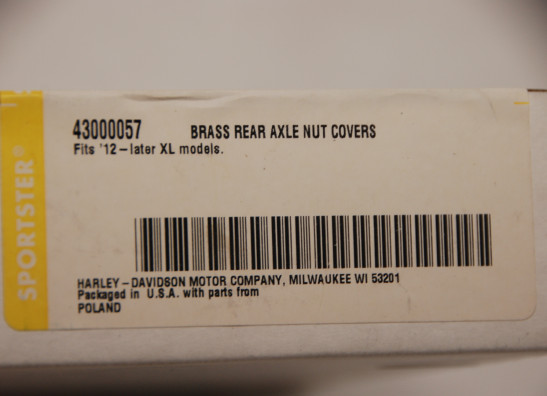 SPORTSTER®
43000057 BRASS REAR AXLE NUT COVERS
Fits '12-later XL models.
HARLEY-DAVIDSON MOTOR COMPANY, MILWAUKEE WI 53201
Packaged in U.S.A. with parts from
POLAND